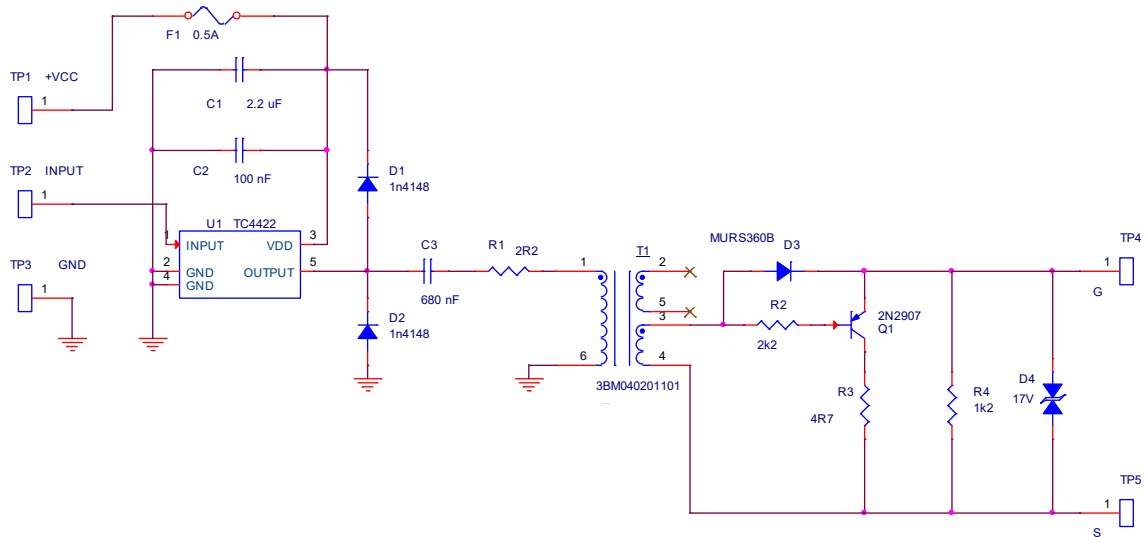 F1 0.5A
TP1 +VCC
1
C1 2.2 uF
TP2 INPUT
1
C2 100 nF
D1
1n4148
U1 TC4422
1 INPUT VDD 3
2 GND OUTPUT 5
4 GND
TP3 GND
1
C3
680 nF
R1 2R2
D2
1n4148
T1
1 2
5
3
6 4
3BM040201101
MURS360B
D3
R2
2k2
2N2907
Q1
R3
4R7
R4
1k2
D4
17V
TP4
1
G
TP5
1
S